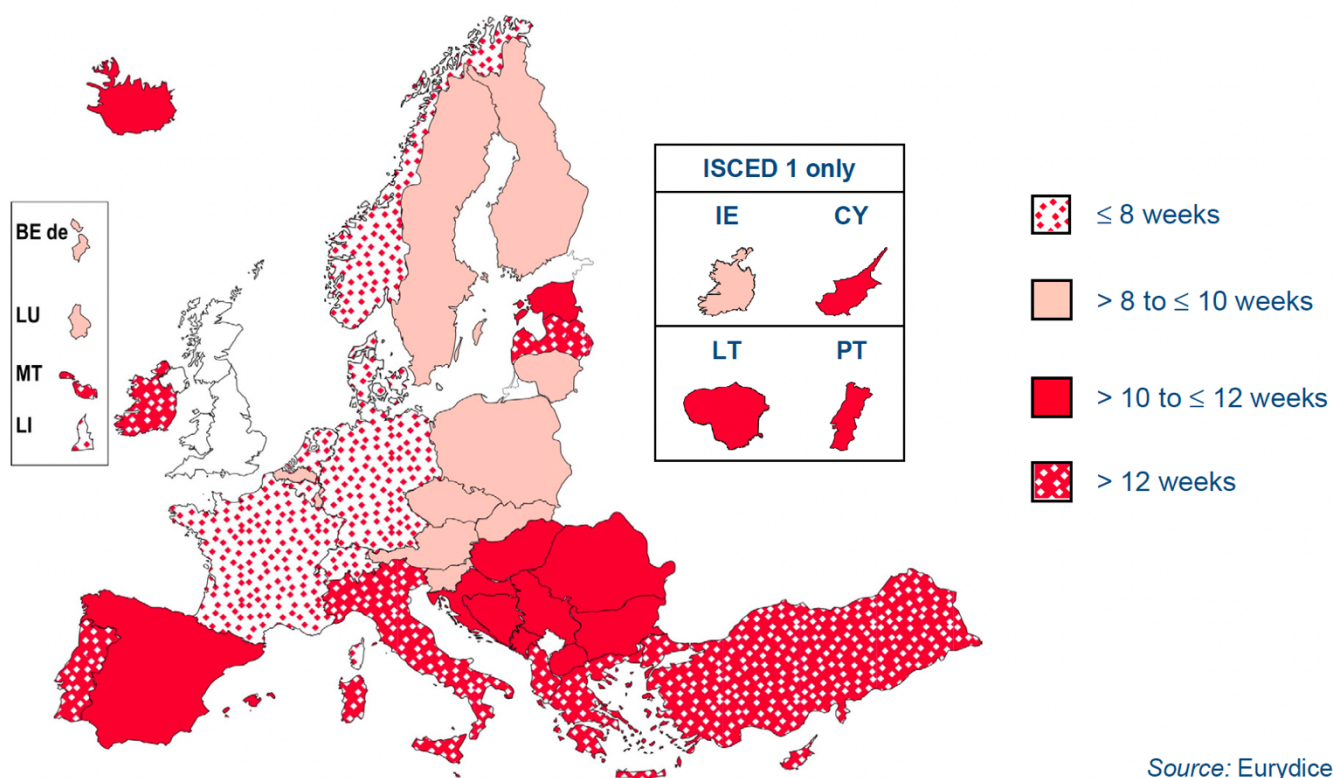 BE de
LU
MT
LI
ISCED 1 only
IE CY
LT PT
≤ 8 weeks
> 8 to ≤ 10 weeks
> 10 to ≤ 12 weeks
> 12 weeks
Source: Eurydice